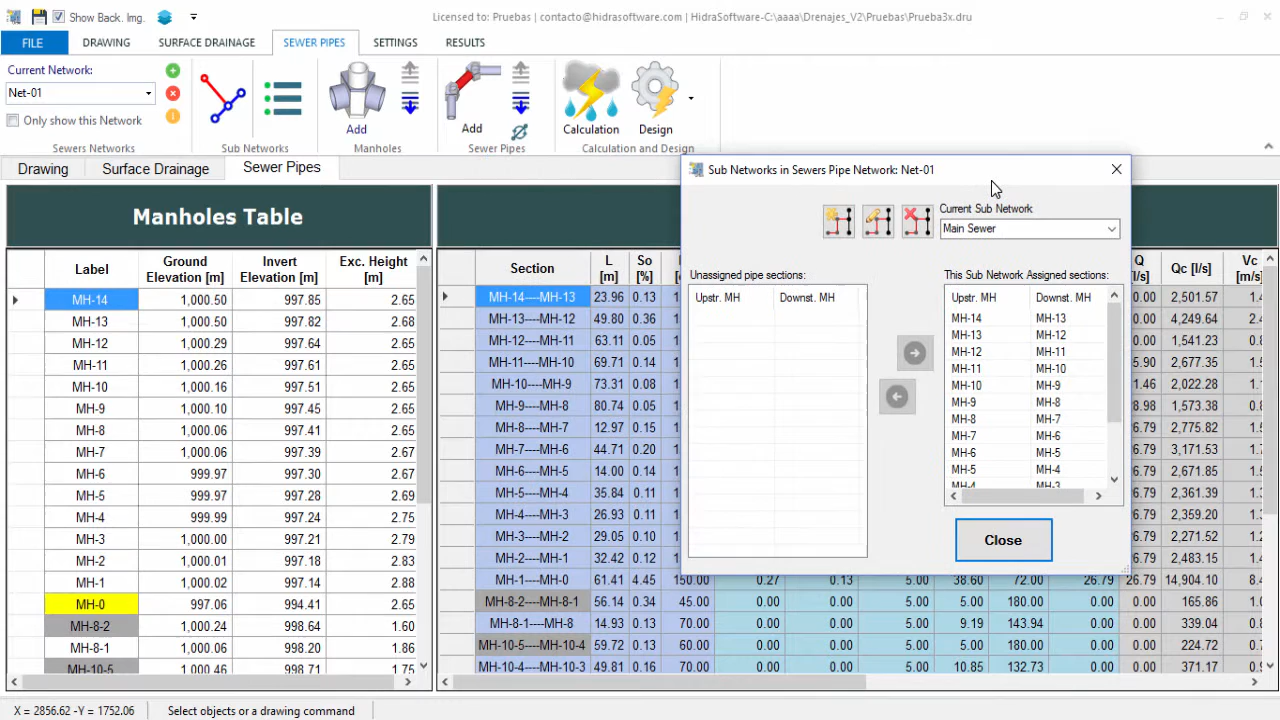 Show Back. Img.
Licensed to: Pruebas | contacto@hidrasoftware.com | HidraSoftware-C:\aaaa\Drenajes_V2\Pruebas\Prueba3x.dru
FILE DRAWING SURFACE DRAINAGE SEWER PIPES SETTINGS RESULTS
Current Network:
Net-01
Only show this Network
Add Add Calculation Design
Sewers Networks Sub Networks Manholes Sewer Pipes Calculation and Design
Drawing Surface Drainage Sewer Pipes
Manholes Table
Label Ground Elevation [m] Invert Elevation [m] Exc. Height [m]
MH-14 1,000.50 997.85 2.65
MH-13 1,000.50 997.82 2.68
MH-12 1,000.29 997.64 2.65
MH-11 1,000.26 997.61 2.65
MH-10 1,000.16 997.51 2.65
MH-9 1,000.10 997.45 2.65
MH-8 1,000.06 997.41 2.65
MH-7 1,000.06 997.39 2.67
MH-6 999.97 997.30 2.67
MH-5 999.97 997.28 2.69
MH-4 999.99 997.24 2.75
MH-3 1,000.00 997.21 2.79
MH-2 1,000.01 997.18 2.83
MH-1 1,000.02 997.14 2.88
MH-0 997.06 994.41 2.65
MH-8-2 1,000.24 998.64 1.60
MH-8-1 1,000.06 998.20 1.86
MH-10-5 1,000.46 998.71 1.75
Section L [m] So [%]
MH-14----MH-13 23.96 0.13
MH-13----MH-12 49.80 0.36
MH-12----MH-11 63.11 0.05
MH-11----MH-10 69.71 0.14
MH-10----MH-9 73.31 0.08
MH-9----MH-8 80.74 0.05
MH-8----MH-7 12.97 0.15
MH-7----MH-6 44.71 0.20
MH-6----MH-5 14.00 0.14
MH-5----MH-4 35.84 0.11
MH-4----MH-3 26.93 0.11
MH-3----MH-2 27.71 0.11
MH-2----MH-1 32.42 0.12
MH-1----MH-0 61.41 4.45 150.00 0.27 0.13 5.00 38.60 72.00 26.79 26.79 14,904.10
MH-8-2----MH-8-1 56.14 0.34 45.00 0.00 0.00 5.00 5.00 180.00 0.00 0.00 165.86
MH-8-1----MH-8 14.93 0.13 70.00 0.00 0.00 5.00 9.19 143.94 0.00 0.00 339.04
MH-10-5----MH-10-4 59.72 0.13 60.00 0.00 0.00 5.00 5.00 180.00 0.00 0.00 224.72
MH-10-4----MH-10-3 49.81 0.16 70.00 0.00 0.00 5.00 10.85 132.73 0.00 0.00 371.17
Qc [l/s] Vc [m/s]
2,501.57
4,249.64
1,541.23
2,677.35
2,022.28
1,573.38
2,775.82
3,171.53
2,671.85
2,361.39
2,359.20
2,271.55
2,483.15
Sub Networks in Sewers Pipe Network: Net-01
Current Sub Network
Main Sewer
Unassigned pipe sections:
Upstr. MH Downst. MH
This Sub Network Assigned sections:
Upstr. MH Downst. MH
MH-14 MH-13
MH-13 MH-12
MH-12 MH-11
MH-11 MH-10
MH-10 MH-9
MH-9 MH-8
MH-8 MH-7
MH-7 MH-6
MH-6 MH-5
MH-5 MH-4
MH-4 MH-3
Close
X = 2856.62 -Y = 1752.06 Select objects or a drawing command